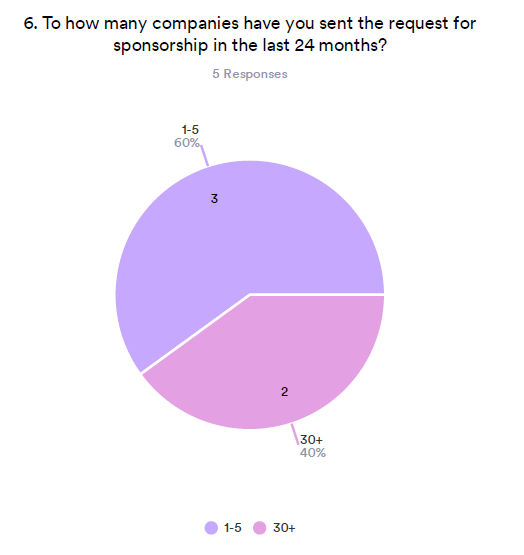 6. To how many companies have you sent the request for
sponsorship in the last 24 months?
5 Responses
1-5
60%
3
2
30+
40%
1-5
30+